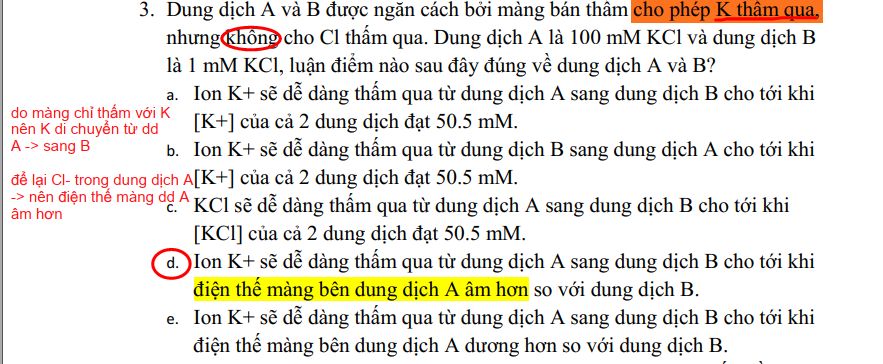 3. Dung dịch A và B được ngăn cách bởi màng bán thâm cho phép K thâm qua,
nhưng không cho Cl thấm qua. Dung dịch A là 100 mM KCl và dung dịch B
là 1 mM KCl, luận điểm nào sau đây đúng về dung dịch A và B?
a. Ion K+ sẽ dễ dàng thấm qua từ dung dịch A sang dung dịch B cho tới khi
[K+] của cả 2 dung dịch đạt 50.5 mM.
b. Ion K+ sẽ dễ dàng thấm qua từ dung dịch B sang dung dịch A cho tới khi
[K+] của cả 2 dung dịch đạt 50.5 mM.
c. KCl sẽ dễ dàng thấm qua từ dung dịch A sang dung dịch B cho tới khi
[KCl] của cả 2 dung dịch đạt 50.5 mM.
d. Ion K+ sẽ dễ dàng thấm qua từ dung dịch A sang dung dịch B cho tới khi
điện thế màng bên dung dịch A âm hơn so với dung dịch B.
e. Ion K+ sẽ dễ dàng thấm qua từ dung dịch A sang dung dịch B cho tới khi
điện thế màng bên dung dịch A dương hơn so với dung dịch B.
do màng chỉ thấm với K
nên K di chuyển từ dd
A -> sang B
để lại Cl- trong dung dịch A
-> nên điện thế màng dd A
âm hơn